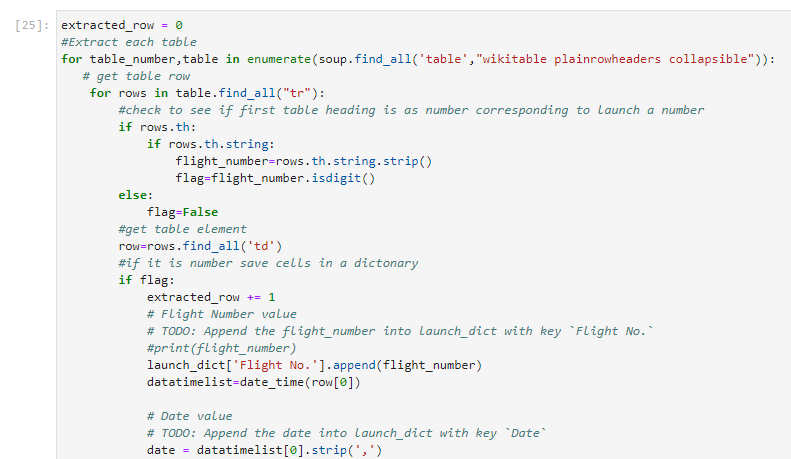 [25]: extracted_row = 0
#Extract each table
for table_number,table in enumerate(soup.find_all('table',"wikitable plainrowheaders collapsible")):
   # get table row
    for rows in table.find_all("tr"):
        #check to see if first table heading is as number corresponding to launch a number
        if rows.th:
            if rows.th.string:
                flight_number=rows.th.string.strip()
                flag=flight_number.isdigit()
        else:
            flag=False
        #get table element
        row=rows.find_all('td')
        #if it is number save cells in a dictonary
        if flag:
            extracted_row += 1
            # Flight Number value
            # TODO: Append the flight_number into launch_dict with key `Flight No.`
            #print(flight_number)
            launch_dict['Flight No.'].append(flight_number)
            datatimelist=date_time(row[0])
            # Date value
            # TODO: Append the date into launch_dict with key `Date`
            date = datatimelist[0].strip(',')